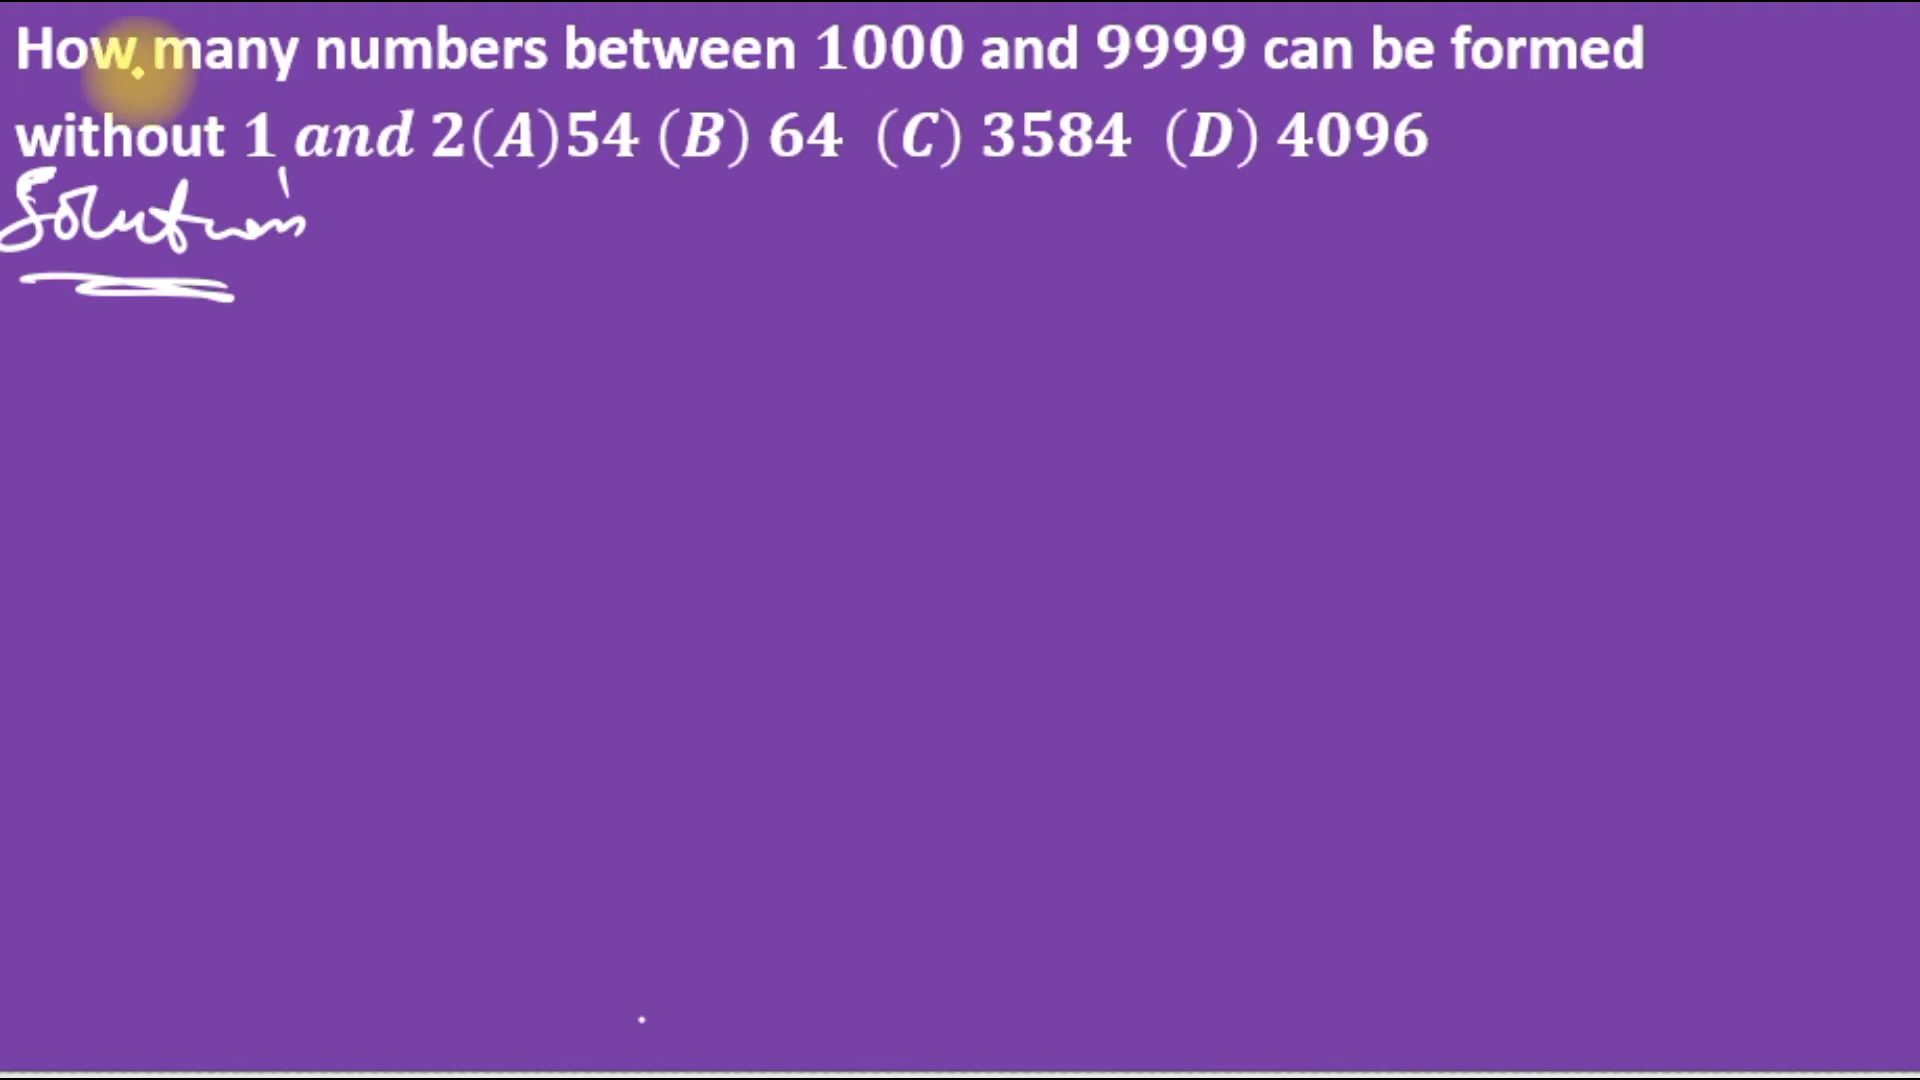 How many numbers between 1000 and 9999 can be formed
without 1 and 2(A)54 (B) 64 (C) 3584 (D) 4096
Solution